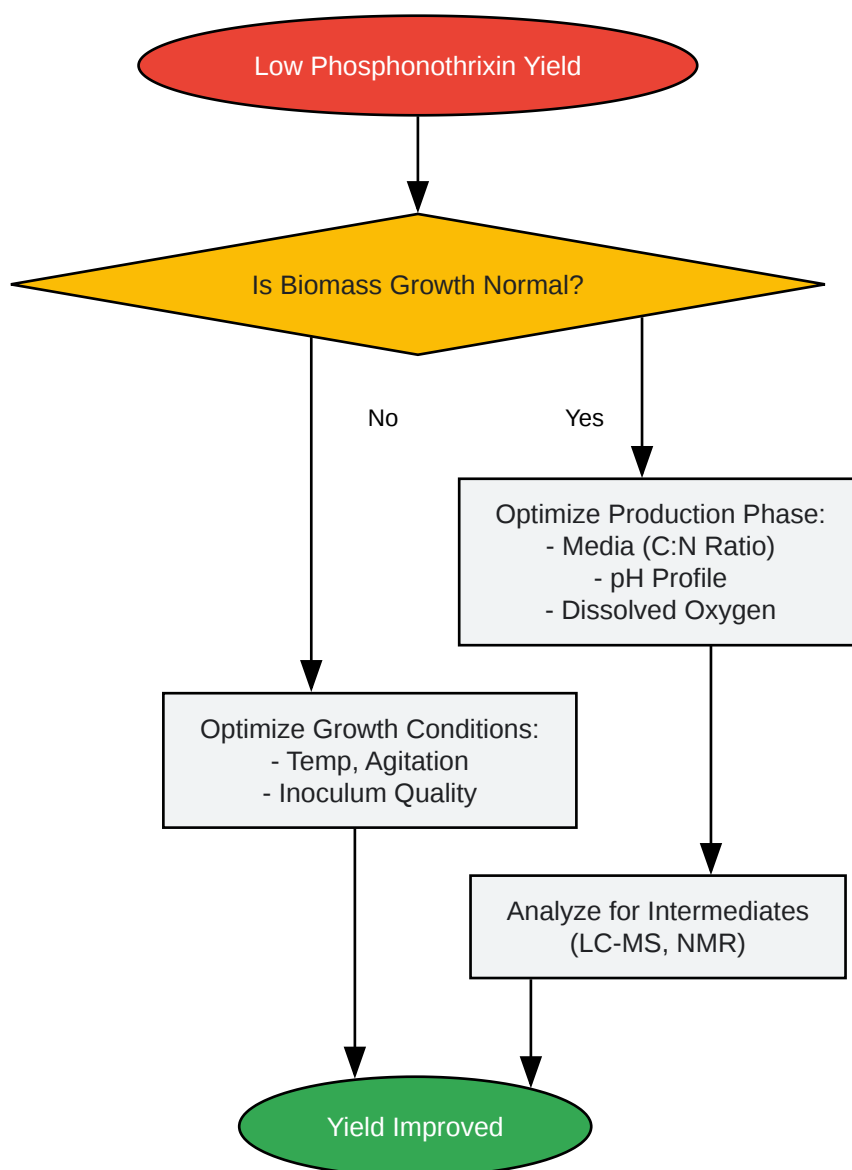 Low Phosphonothrixin Yield
Is Biomass Growth Normal?
No
Yes
Optimize Production Phase:
- Media (C:N Ratio)
- pH Profile
- Dissolved Oxygen
Optimize Growth Conditions:
- Temp, Agitation
- Inoculum Quality
Analyze for Intermediates
(LC-MS, NMR)
Yield Improved